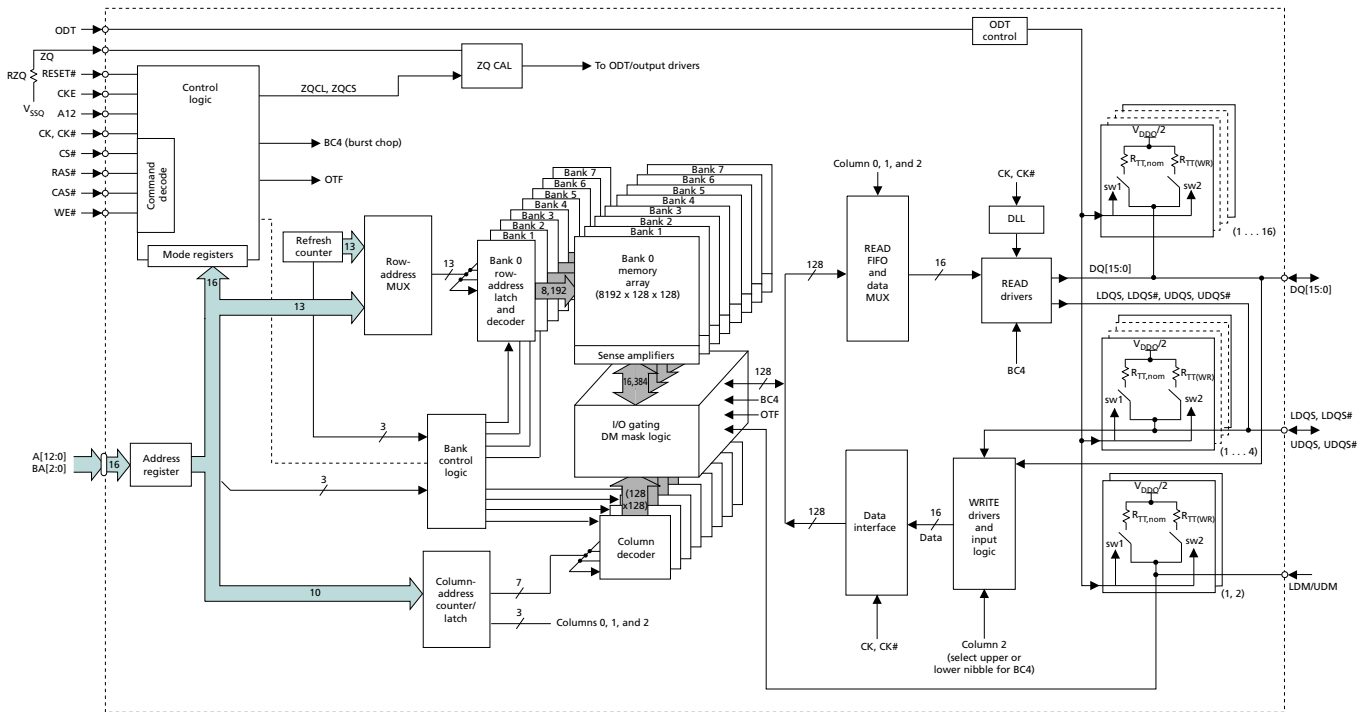 ODT
ODT
control
ZQ
RZQ
VSSQ
RESET#
CKE
A12
CK, CK#
CS#
RAS#
CAS#
WE#
Control
logic
Command
decode
Mode registers
ZQ CAL
To ODT/output drivers
ZQCL, ZQCS
BC4 (burst chop)
OTF
Refresh
counter
13
16
13
Row-
address
MUX
13
Bank 7
Bank 6
Bank 5
Bank 4
Bank 3
Bank 2
Bank 1
Bank 0
row-
address
latch
and
decoder
8,192
Bank 7
Bank 6
Bank 5
Bank 4
Bank 3
Bank 2
Bank 1
Bank 0
memory
array
(8192 x 128 x 128)
Sense amplifiers
16,384
I/O gating
DM mask logic
128
BC4
OTF
(128
x128)
Column
decoder
A[12:0]
BA[2:0]
16
Address
register
3
3
Bank
control
logic
10
Column-
address
counter/
latch
7
3
Columns 0, 1, and 2
Column 0, 1, and 2
128
READ
FIFO
and
data
MUX
16
CK, CK#
DLL
READ
drivers
BC4
DQ[15:0]
LDQS, LDQS#, UDQS, UDQS#
128
Data
interface
16
Data
WRITE
drivers
and
input
logic
CK, CK#
Column 2
(select upper or
lower nibble for BC4)
VDDQ/2
RTT,nom
RTT(WR)
sw1
sw2
(1 . . . 16)
DQ[15:0]
VDDQ/2
RTT,nom
RTT(WR)
sw1
sw2
(1 . . . 4)
LDQS, LDQS#
UDQS, UDQS#
VDDQ/2
RTT,nom
RTT(WR)
sw1
sw2
(1, 2)
LDM/UDM